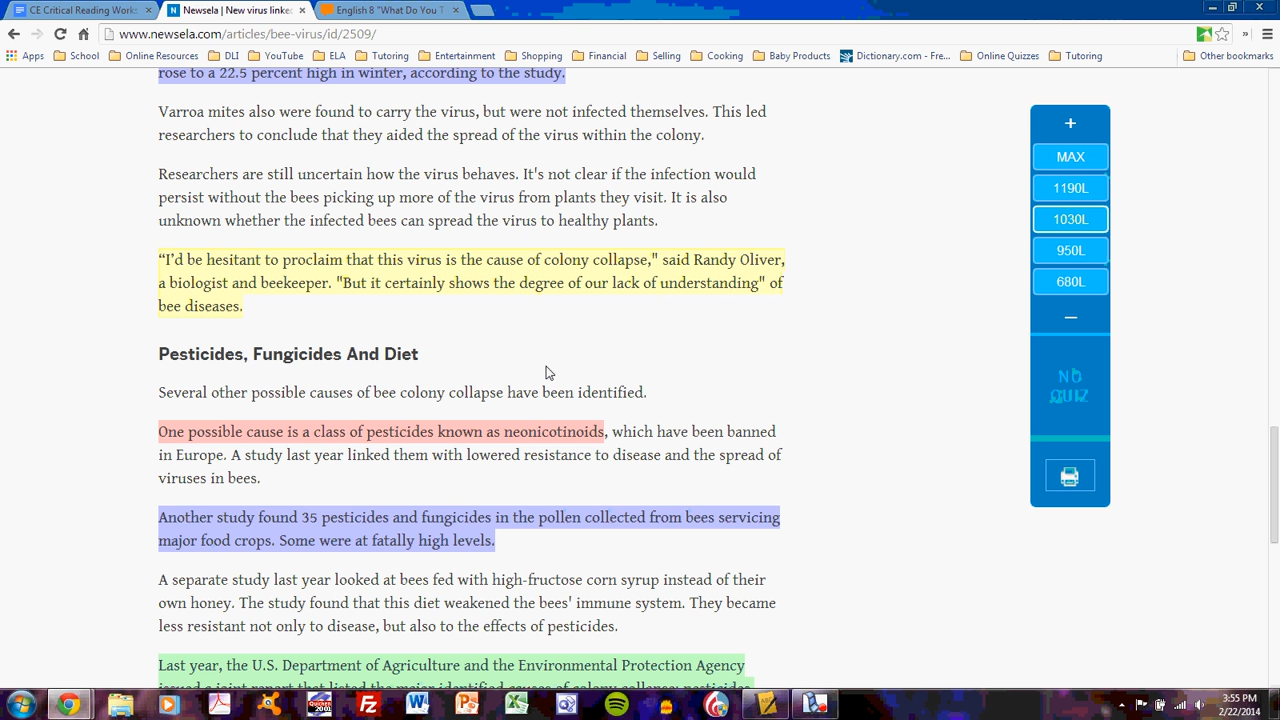 CE Critical Reading Works
Newsela | New virus linked
English 8 "What Do You T
www.newsela.com/articles/bee-virus/id/2509/
Apps School Online Resources DLI YouTube ELA Tutoring Entertainment Shopping Financial Selling Cooking Baby Products Dictionary.com - Fre... Online Quizzes Tutoring Other bookmarks
rose to a 22.5 percent high in winter, according to the study.
Varroa mites also were found to carry the virus, but were not infected themselves. This led
researchers to conclude that they aided the spread of the virus within the colony.
Researchers are still uncertain how the virus behaves. It's not clear if the infection would
persist without the bees picking up more of the virus from plants they visit. It is also
unknown whether the infected bees can spread the virus to healthy plants.
“I’d be hesitant to proclaim that this virus is the cause of colony collapse," said Randy Oliver,
a biologist and beekeeper. "But it certainly shows the degree of our lack of understanding" of
bee diseases.
Pesticides, Fungicides And Diet
Several other possible causes of bee colony collapse have been identified.
One possible cause is a class of pesticides known as neonicotinoids, which have been banned
in Europe. A study last year linked them with lowered resistance to disease and the spread of
viruses in bees.
Another study found 35 pesticides and fungicides in the pollen collected from bees servicing
major food crops. Some were at fatally high levels.
A separate study last year looked at bees fed with high-fructose corn syrup instead of their
own honey. The study found that this diet weakened the bees' immune system. They became
less resistant not only to disease, but also to the effects of pesticides.
Last year, the U.S. Department of Agriculture and the Environmental Protection Agency
issued a joint report that listed the major identified causes of colony collapse: pesticides,
+
MAX
1190L
1030L
950L
680L
–
NO
QUIZ
3:55 PM
2/22/2014